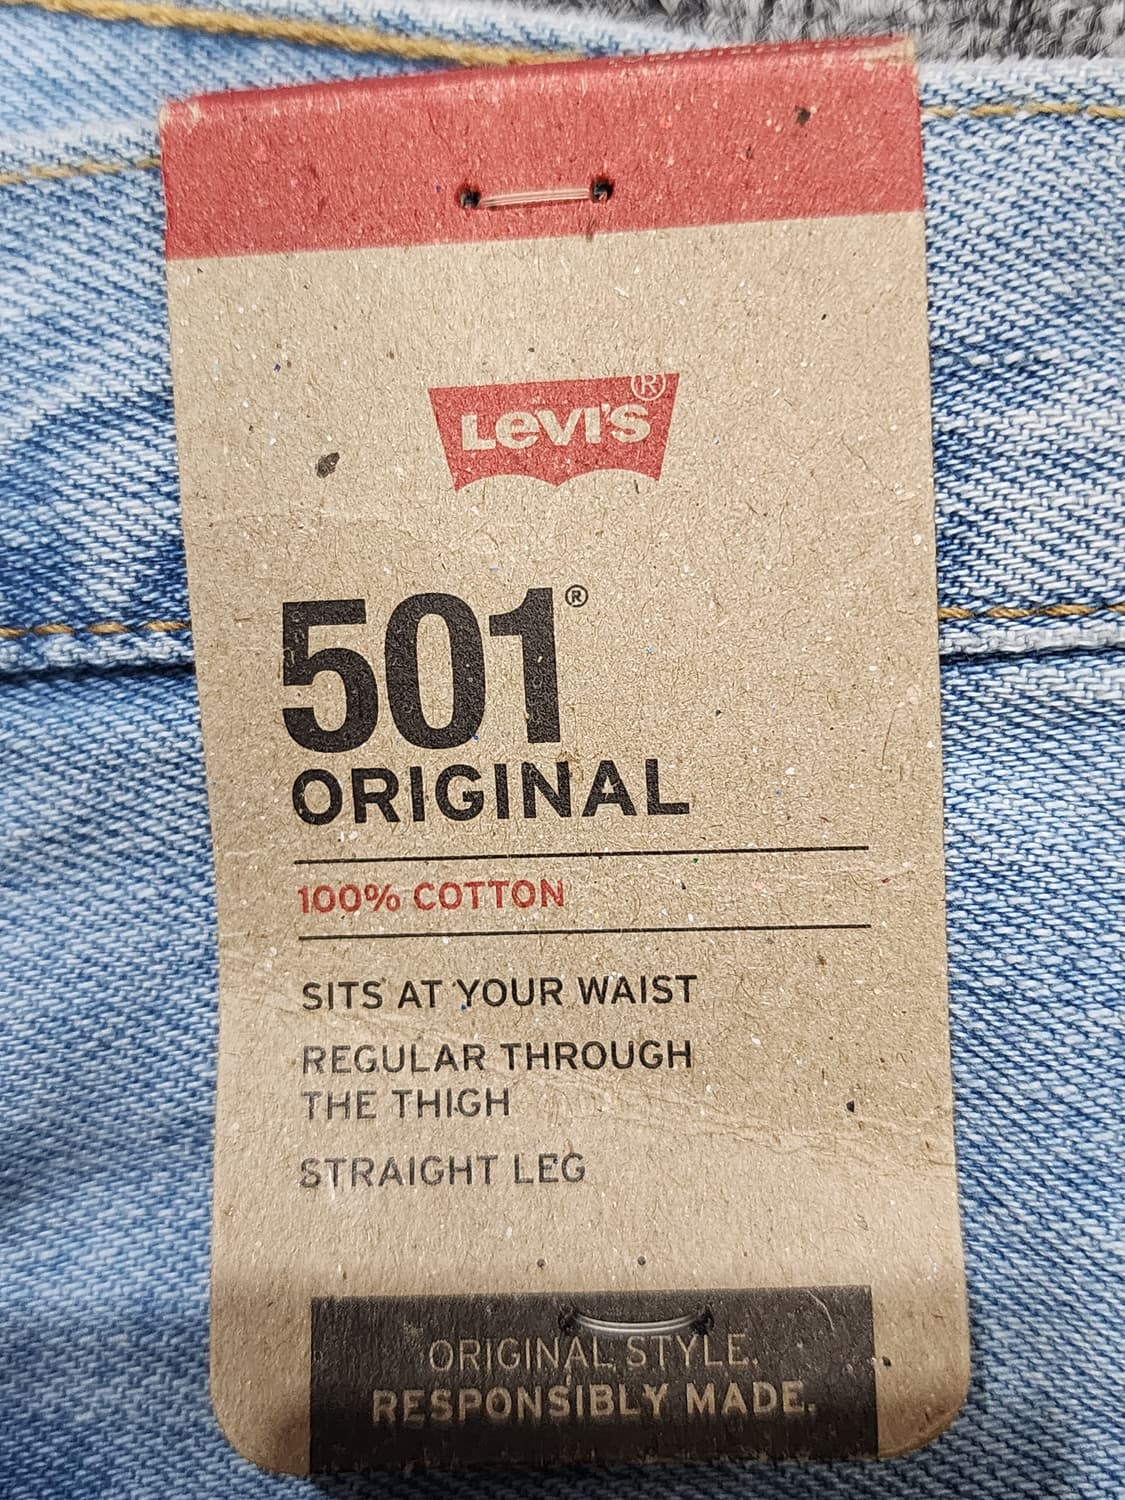 LEVI'S®
501®
ORIGINAL
100% COTTON
SITS AT YOUR WAIST
REGULAR THROUGH
THE THIGH
STRAIGHT LEG
ORIGINAL STYLE.
RESPONSIBLY MADE.